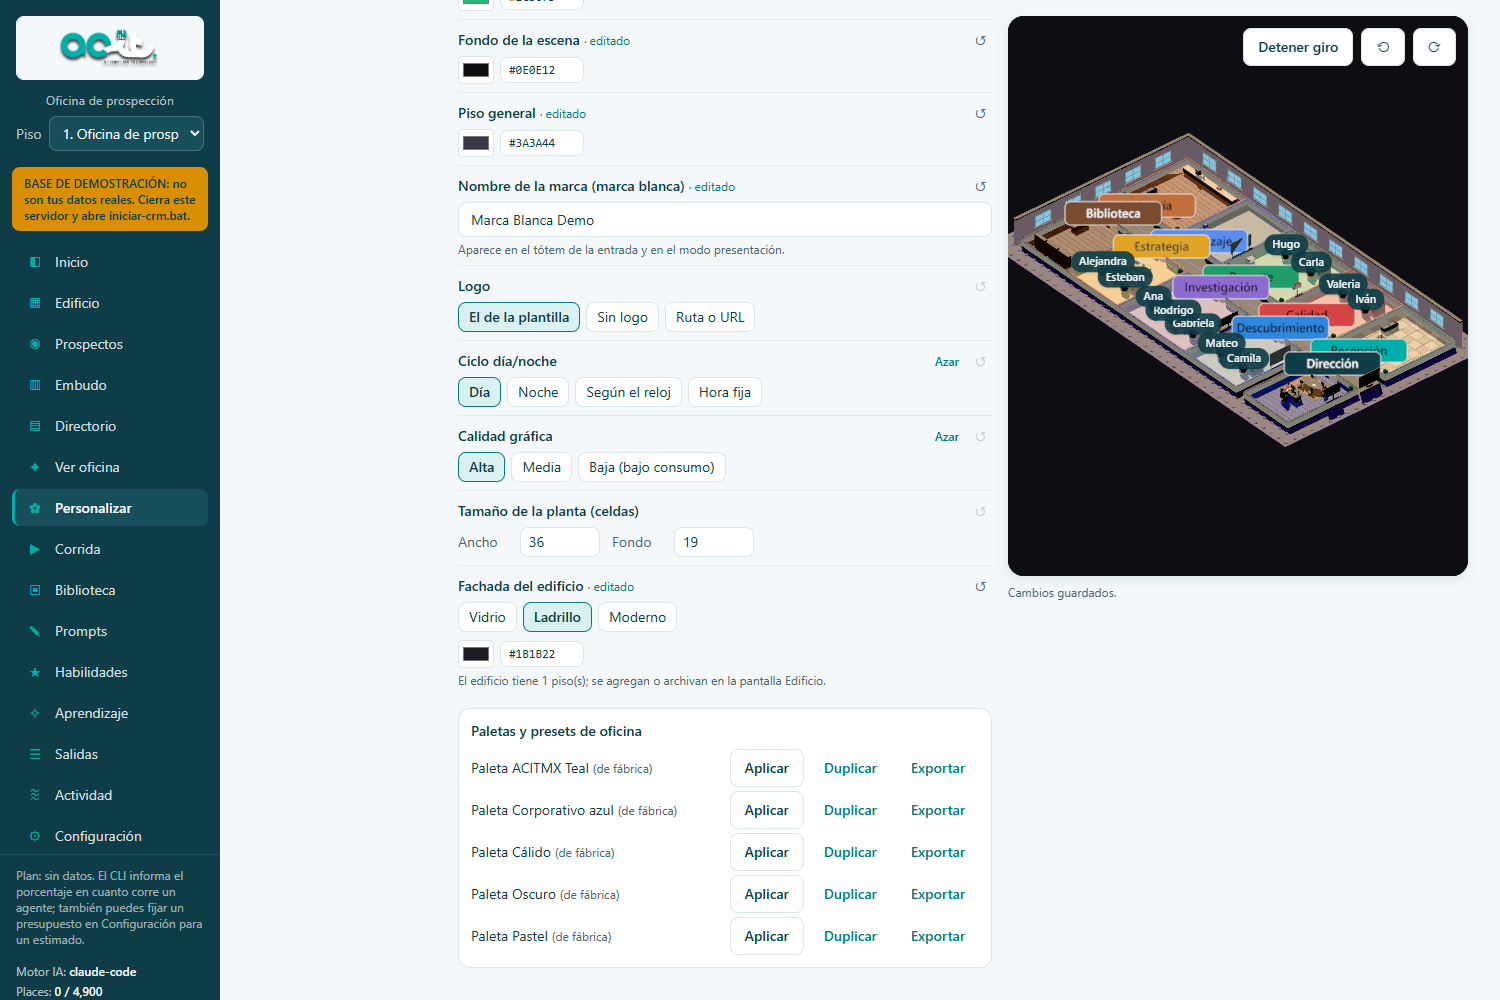 Oficina de prospección
Piso
1. Oficina de prosp
BASE DE DEMOSTRACIÓN: no
son tus datos reales. Cierra este
servidor y abre iniciar-crm.bat.
Inicio
Edificio
Prospectos
Embudo
Directorio
Ver oficina
Personalizar
Corrida
Biblioteca
Prompts
Habilidades
Aprendizaje
Salidas
Actividad
Configuración
Plan: sin datos. El CLI informa el
porcentaje en cuanto corre un
agente; también puedes fijar un
presupuesto en Configuración para
un estimado.
Motor IA: claude-code
Places: 0 / 4,900
Fondo de la escena · editado
#0E0E12
Piso general · editado
#3A3A44
Nombre de la marca (marca blanca) · editado
Marca Blanca Demo
Aparece en el tótem de la entrada y en el modo presentación.
Logo
El de la plantilla
Sin logo
Ruta o URL
Ciclo día/noche
Azar
Día
Noche
Según el reloj
Hora fija
Calidad gráfica
Azar
Alta
Media
Baja (bajo consumo)
Tamaño de la planta (celdas)
Ancho
36
Fondo
19
Fachada del edificio · editado
Vidrio
Ladrillo
Moderno
#1B1B22
El edificio tiene 1 piso(s); se agregan o archivan en la pantalla Edificio.
Paletas y presets de oficina
Paleta ACITMX Teal (de fábrica)
Aplicar
Duplicar
Exportar
Paleta Corporativo azul (de fábrica)
Aplicar
Duplicar
Exportar
Paleta Cálido (de fábrica)
Aplicar
Duplicar
Exportar
Paleta Oscuro (de fábrica)
Aplicar
Duplicar
Exportar
Paleta Pastel (de fábrica)
Aplicar
Duplicar
Exportar
Detener giro
Biblioteca
Estrategia
Hugo
Alejandra
Carla
Esteban
Investigación
Valeria
Ana
Iván
Rodrigo
Calidad
Gabriela
Descubrimiento
Mateo
Recepción
Camila
Dirección
Cambios guardados.